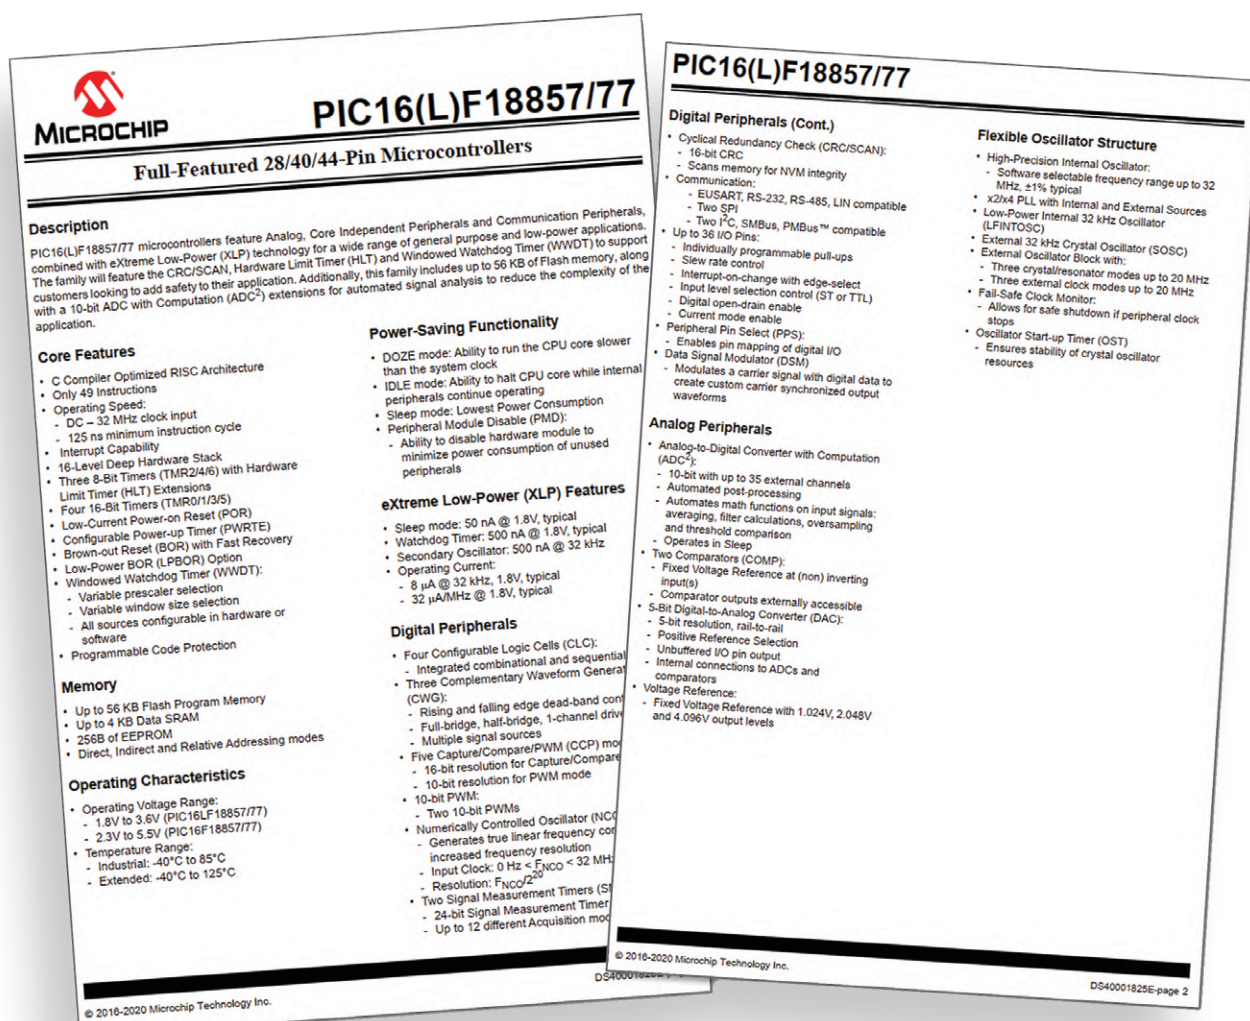 MICROCHIP
PIC16(L)F18857/77
Full-Featured 28/40/44-Pin Microcontrollers
Description
PIC16(L)F18857/77 microcontrollers feature Analog, Core Independent Peripherals and Communication Peripherals,
combined with eXtreme Low-Power (XLP) technology for a wide range of general purpose and low-power applications.
The family will feature the CRC/SCAN, Hardware Limit Timer (HLT) and Windowed Watchdog Timer (WWDT) to support
customers looking to add safety to their application. Additionally, this family includes up to 56 KB of Flash memory, along
with a 10-bit ADC with Computation (ADC²) extensions for automated signal analysis to reduce the complexity of the
application.
Core Features
• C Compiler Optimized RISC Architecture
• Only 49 Instructions
• Operating Speed:
- DC – 32 MHz clock input
- 125 ns minimum instruction cycle
• Interrupt Capability
• 16-Level Deep Hardware Stack
• Three 8-Bit Timers (TMR2/4/6) with Hardware
Limit Timer (HLT) Extensions
• Four 16-Bit Timers (TMR0/1/3/5)
• Low-Current Power-on Reset (POR)
• Configurable Power-up Timer (PWRTE)
• Brown-out Reset (BOR) with Fast Recovery
• Low-Power BOR (LPBOR) Option
• Windowed Watchdog Timer (WWDT):
- Variable prescaler selection
- Variable window size selection
- All sources configurable in hardware or
software
• Programmable Code Protection
Memory
• Up to 56 KB Flash Program Memory
• Up to 4 KB Data SRAM
• 256B of EEPROM
• Direct, Indirect and Relative Addressing modes
Operating Characteristics
• Operating Voltage Range:
- 1.8V to 3.6V (PIC16LF18857/77)
- 2.3V to 5.5V (PIC16F18857/77)
• Temperature Range:
- Industrial: -40°C to 85°C
- Extended: -40°C to 125°C
Power-Saving Functionality
• DOZE mode: Ability to run the CPU core slower
than the system clock
• IDLE mode: Ability to halt CPU core while internal
peripherals continue operating
• Sleep mode: Lowest Power Consumption
• Peripheral Module Disable (PMD):
- Ability to disable hardware module to
minimize power consumption of unused
peripherals
eXtreme Low-Power (XLP) Features
• Sleep mode: 50 nA @ 1.8V, typical
• Watchdog Timer: 500 nA @ 1.8V, typical
• Secondary Oscillator: 500 nA @ 32 kHz
• Operating Current:
- 8 µA @ 32 kHz, 1.8V, typical
- 32 µA/MHz @ 1.8V, typical
Digital Peripherals
• Four Configurable Logic Cells (CLC):
- Integrated combinational and sequential
• Three Complementary Waveform Generat
(CWG):
- Rising and falling edge dead-band cont
- Full-bridge, half-bridge, 1-channel drive
- Multiple signal sources
• Five Capture/Compare/PWM (CCP) mo
- 16-bit resolution for Capture/Compare
- 10-bit resolution for PWM mode
• 10-bit PWM:
- Two 10-bit PWMs
• Numerically Controlled Oscillator (NCO
- Generates true linear frequency con
increased frequency resolution
- Input Clock: 0 Hz < FNCO < 32 MHz
- Resolution: FNCO/2²⁰
• Two Signal Measurement Timers (SM
- 24-bit Signal Measurement Timer
- Up to 12 different Acquisition mod
© 2016-2020 Microchip Technology Inc.
PIC16(L)F18857/77
Digital Peripherals (Cont.)
• Cyclical Redundancy Check (CRC/SCAN):
- 16-bit CRC
- Scans memory for NVM integrity
• Communication:
- EUSART, RS-232, RS-485, LIN compatible
- Two SPI
- Two I²C, SMBus, PMBus™ compatible
• Up to 36 I/O Pins:
- Individually programmable pull-ups
- Slew rate control
- Interrupt-on-change with edge-select
- Input level selection control (ST or TTL)
- Digital open-drain enable
- Current mode enable
• Peripheral Pin Select (PPS):
- Enables pin mapping of digital I/O
• Data Signal Modulator (DSM)
- Modulates a carrier signal with digital data to
create custom carrier synchronized output
waveforms
Analog Peripherals
• Analog-to-Digital Converter with Computation
(ADC²):
- 10-bit with up to 35 external channels
- Automated post-processing
- Automates math functions on input signals:
averaging, filter calculations, oversampling
and threshold comparison
- Operates in Sleep
• Two Comparators (COMP):
- Fixed Voltage Reference at (non) inverting
input(s)
- Comparator outputs externally accessible
• 5-Bit Digital-to-Analog Converter (DAC):
- 5-bit resolution, rail-to-rail
- Positive Reference Selection
- Unbuffered I/O pin output
- Internal connections to ADCs and
comparators
• Voltage Reference:
- Fixed Voltage Reference with 1.024V, 2.048V
and 4.096V output levels
Flexible Oscillator Structure
• High-Precision Internal Oscillator:
- Software selectable frequency range up to 32
MHz, ±1% typical
• x2/x4 PLL with Internal and External Sources
• Low-Power Internal 32 kHz Oscillator
(LFINTOSC)
• External 32 kHz Crystal Oscillator (SOSC)
• External Oscillator Block with:
- Three crystal/resonator modes up to 20 MHz
- Three external clock modes up to 20 MHz
• Fail-Safe Clock Monitor:
- Allows for safe shutdown if peripheral clock
stops
• Oscillator Start-up Timer (OST)
- Ensures stability of crystal oscillator
resources
© 2016-2020 Microchip Technology Inc.
DS40001825E-page 2